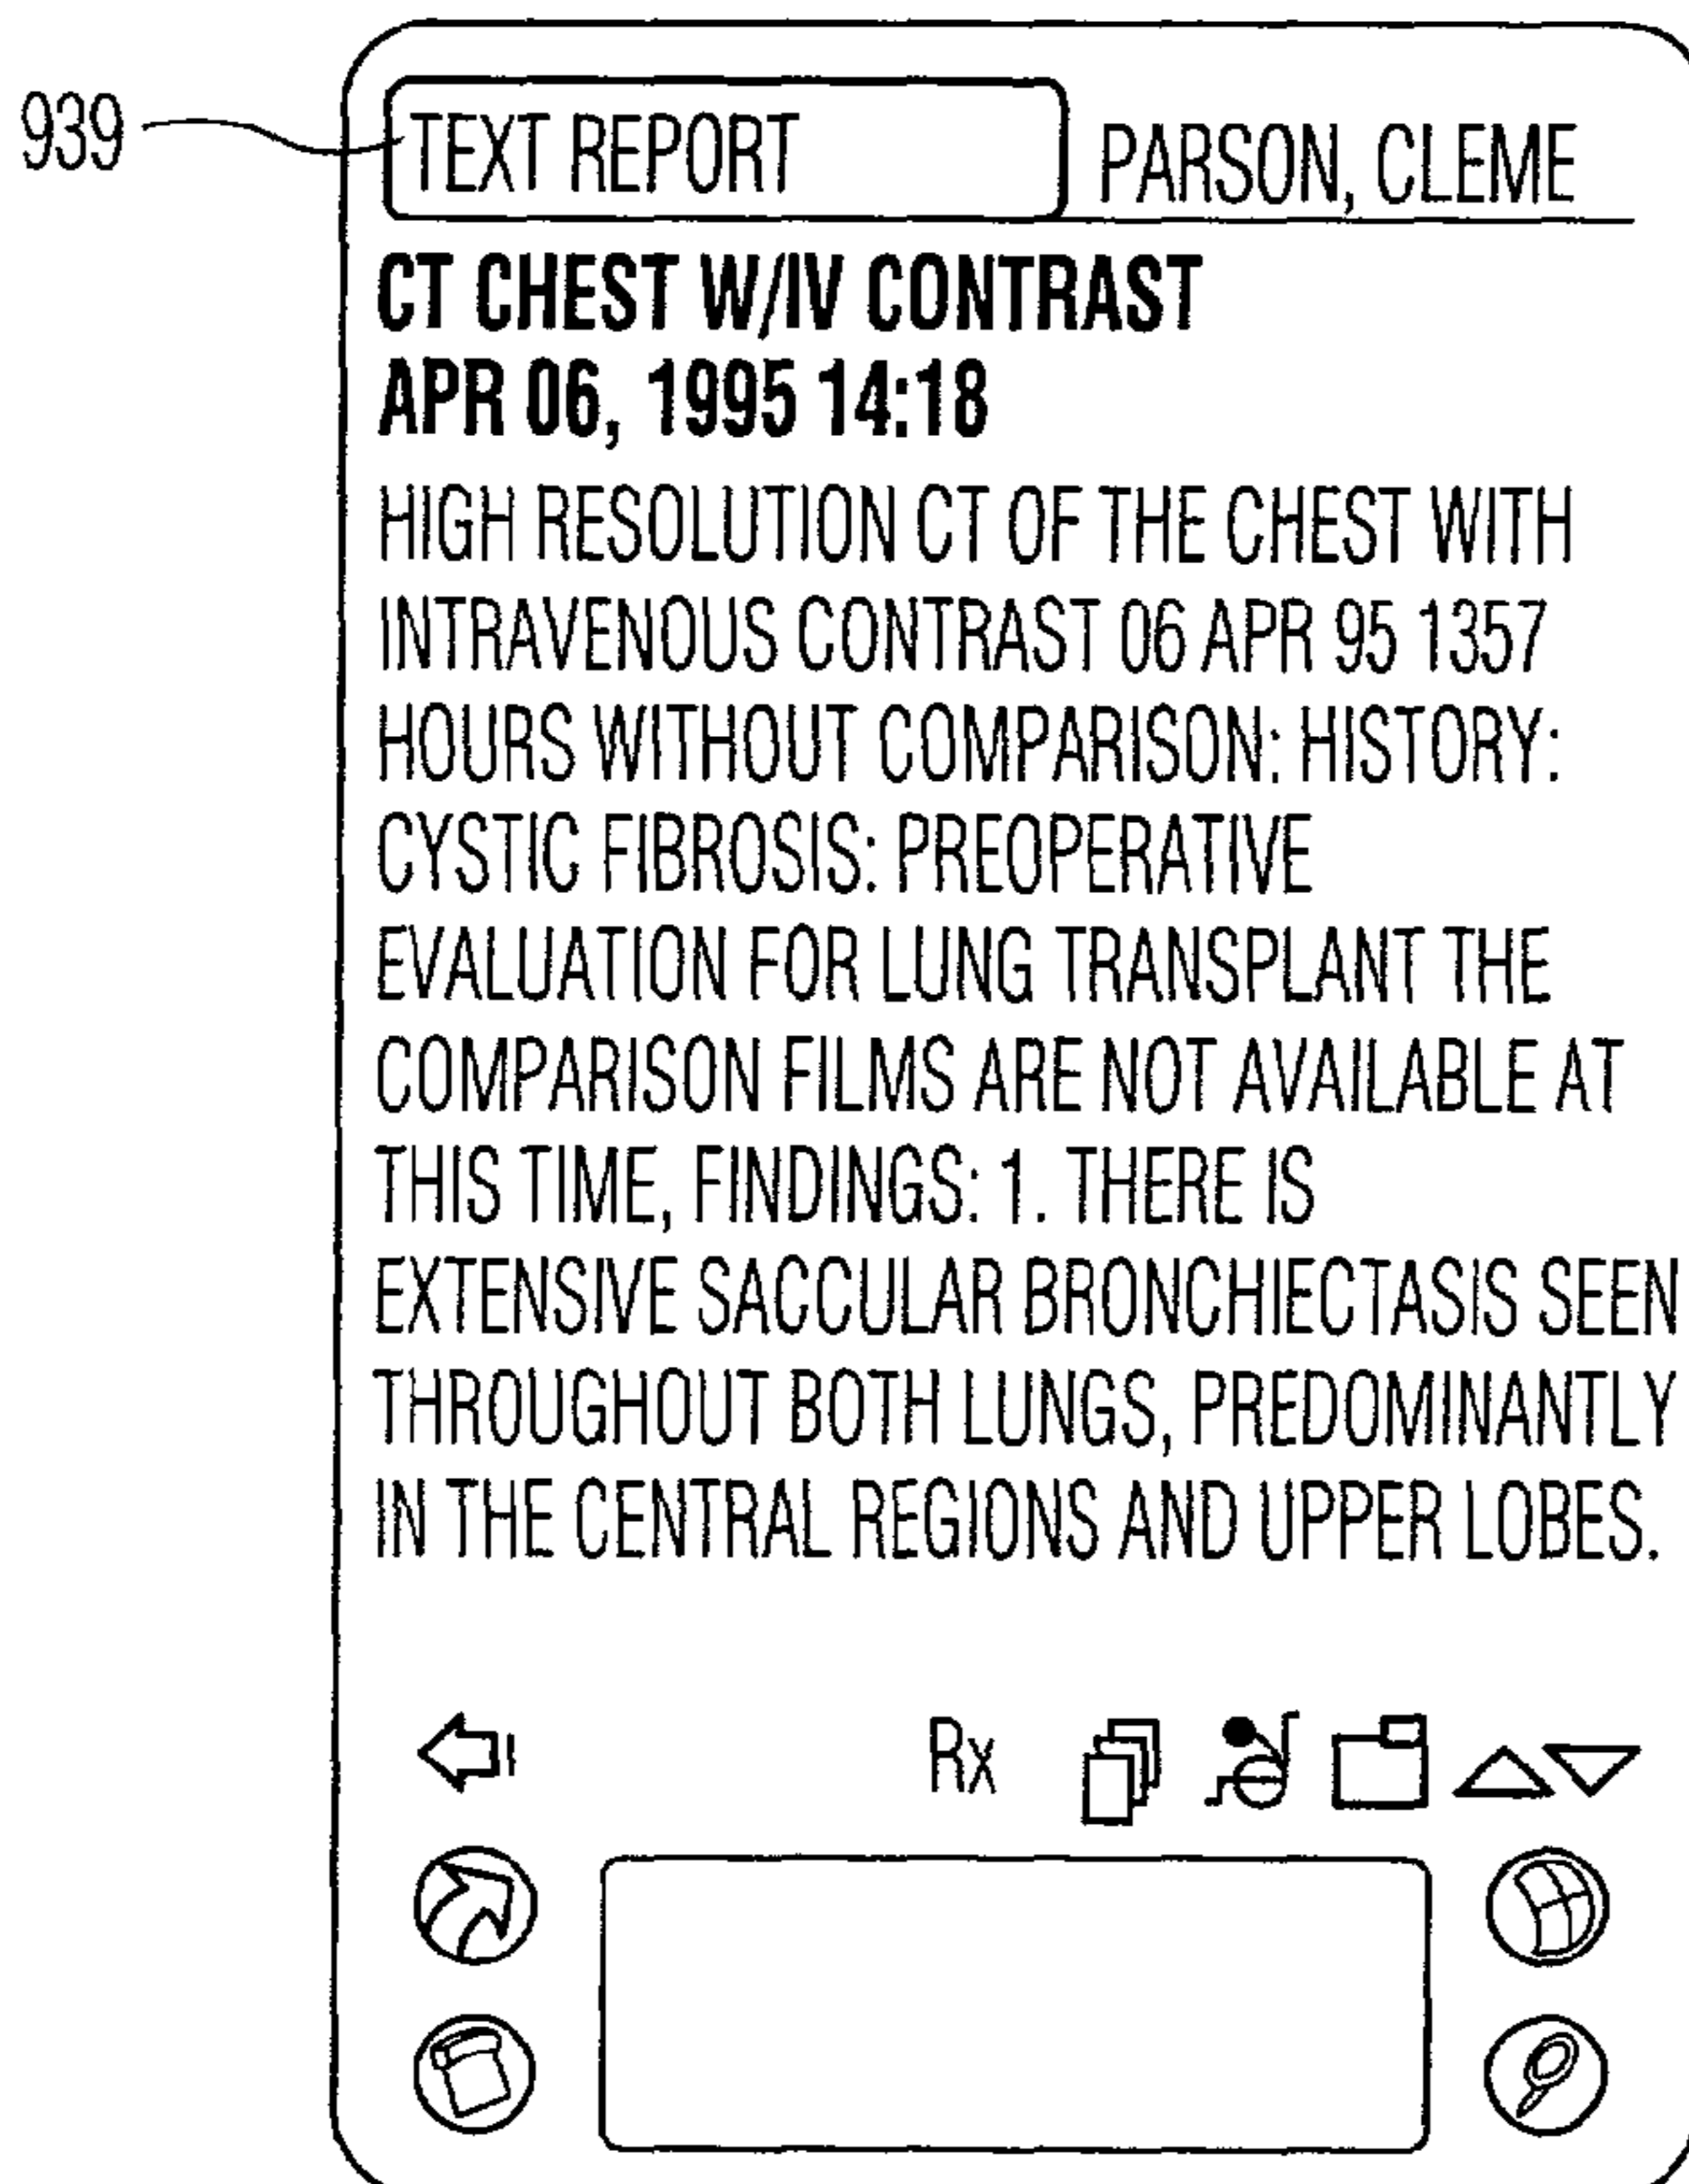 939
TEXT REPORT
PARSON, CLEME
CT CHEST W/IV CONTRAST
APR 06, 1995 14:18
HIGH RESOLUTION CT OF THE CHEST WITH
INTRAVENOUS CONTRAST 06 APR 95 1357
HOURS WITHOUT COMPARISON: HISTORY:
CYSTIC FIBROSIS: PREOPERATIVE
EVALUATION FOR LUNG TRANSPLANT THE
COMPARISON FILMS ARE NOT AVAILABLE AT
THIS TIME, FINDINGS: 1. THERE IS
EXTENSIVE SACCULAR BRONCHIECTASIS SEEN
THROUGHOUT BOTH LUNGS, PREDOMINANTLY
IN THE CENTRAL REGIONS AND UPPER LOBES.
Rx